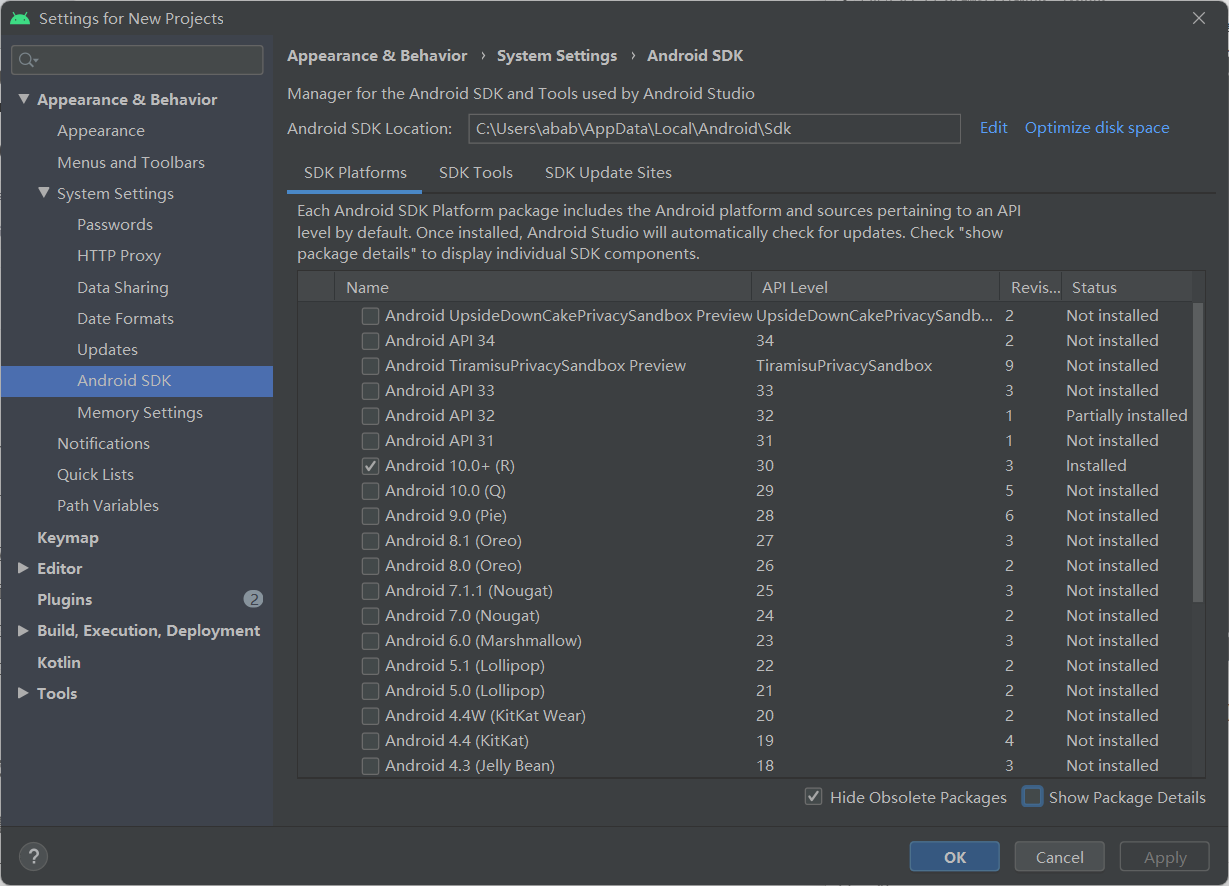 Settings for New Projects
Appearance & Behavior
Appearance
Menus and Toolbars
System Settings
Passwords
HTTP Proxy
Data Sharing
Date Formats
Updates
Android SDK
Memory Settings
Notifications
Quick Lists
Path Variables
Keymap
Editor
Plugins 2
Build, Execution, Deployment
Kotlin
Tools
Appearance & Behavior › System Settings › Android SDK
Manager for the Android SDK and Tools used by Android Studio
Android SDK Location: C:\Users\abab\AppData\Local\Android\Sdk Edit Optimize disk space
SDK Platforms SDK Tools SDK Update Sites
Each Android SDK Platform package includes the Android platform and sources pertaining to an API
level by default. Once installed, Android Studio will automatically check for updates. Check "show
package details" to display individual SDK components.
Name API Level Revis... Status
Android UpsideDownCakePrivacySandbox Preview UpsideDownCakePrivacySandb... 2 Not installed
Android API 34 34 2 Not installed
Android TiramisuPrivacySandbox Preview TiramisuPrivacySandbox 9 Not installed
Android API 33 33 3 Not installed
Android API 32 32 1 Partially installed
Android API 31 31 1 Not installed
Android 10.0+ (R) 30 3 Installed
Android 10.0 (Q) 29 5 Not installed
Android 9.0 (Pie) 28 6 Not installed
Android 8.1 (Oreo) 27 3 Not installed
Android 8.0 (Oreo) 26 2 Not installed
Android 7.1.1 (Nougat) 25 3 Not installed
Android 7.0 (Nougat) 24 2 Not installed
Android 6.0 (Marshmallow) 23 3 Not installed
Android 5.1 (Lollipop) 22 2 Not installed
Android 5.0 (Lollipop) 21 2 Not installed
Android 4.4W (KitKat Wear) 20 2 Not installed
Android 4.4 (KitKat) 19 4 Not installed
Android 4.3 (Jelly Bean) 18 3 Not installed
Hide Obsolete Packages Show Package Details
? OK Cancel Apply